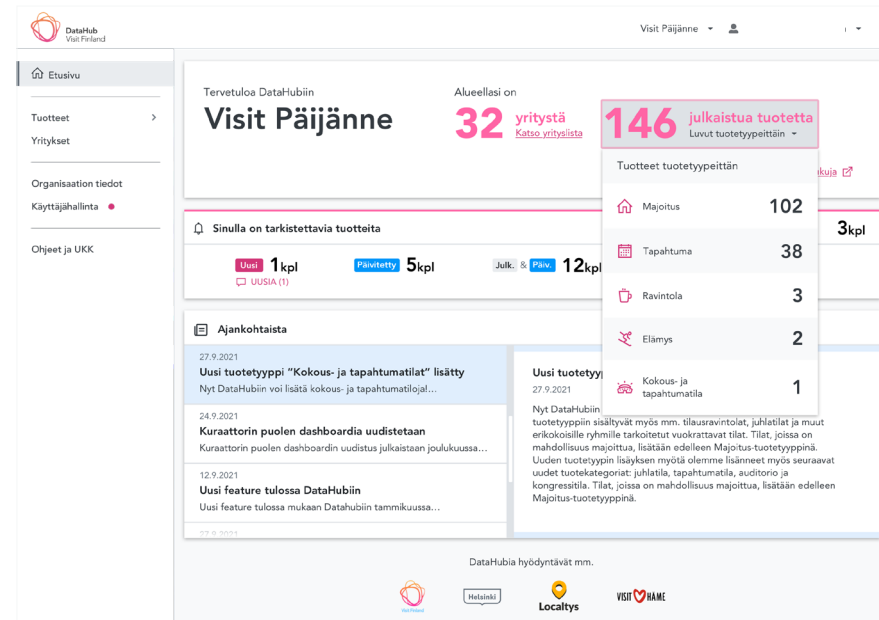 DataHub
Visit Finland
Visit Päijänne
Etusivu
Tuotteet
Yritykset
Organisaation tiedot
Käyttäjähallinta
Ohjeet ja UKK
Tervetuloa DataHubiin
Visit Päijänne
Alueellasi on
32 yritystä
Katso yrityslista
146 julkaistua tuotetta
Luvut tuotetyypeittäin
Tuotteet tuotetyypeittän
Majoitus 102
Tapahtuma 38
Ravintola 3
Elämys 2
Kokous- ja
tapahtumatila 1
Sinulla on tarkistettavia tuotteita
3kpl
Uusi 1kpl
UUSIA (1)
Päivitetty 5kpl
Julk. & Päiv. 12kpl
Ajankohtaista
27.9.2021
Uusi tuotetyyppi "Kokous- ja tapahtumatilat" lisätty
Nyt DataHubiin voi lisätä kokous- ja tapahtumatiloja!...
24.9.2021
Kuraattorin puolen dashboardia uudistetaan
Kuraattorin puolen dashboardin uudistus julkaistaan joulukuussa...
12.9.2021
Uusi feature tulossa DataHubiin
Uusi feature tulossa mukaan Datahubiin tammikuussa...
Uusi
27.9.2021
Nyt DataHubiin
tuotetyyppiin sisältyvät myös mm. tilausravintolat, juhlatilat ja muut
erikokoisille ryhmille tarkoitetut vuokrattavat tilat. Tilat, joissa on
mahdollisuus majoittua, lisätään edelleen Majoitus-tuotetyyppinä.
Uuden tuotetyypin lisäyksen myötä olemme lisänneet myös seuraavat
uudet tuotekategoriat: juhlatila, tapahtumatila, auditorio ja
kongressitila. Tilat, joissa on mahdollisuus majoittua, lisätään edelleen
Majoitus-tuotetyyppinä.
DataHubia hyödyntävät mm.
Visit Finland
Helsinki
Localtys
VISIT HÄME